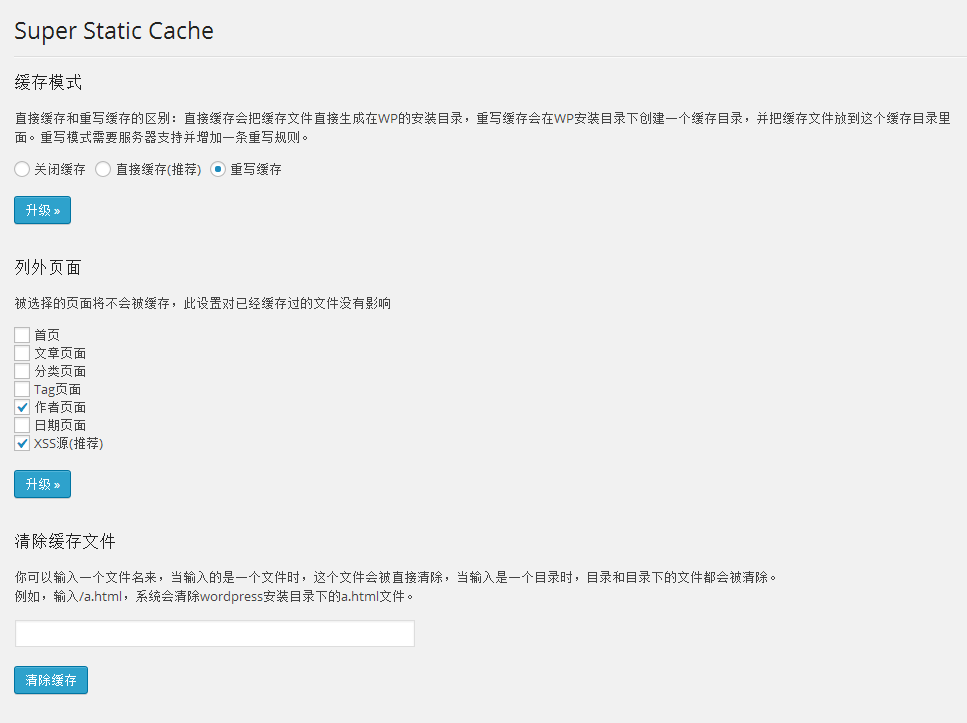 Super Static Cache
缓存模式
直接缓存和重写缓存的区别：直接缓存会把缓存文件直接生成在WP的安装目录，重写缓存会在WP安装目录下创建一个缓存目录，并把缓存文件放到这个缓存目录里
面。重写模式需要服务器支持并增加一条重写规则。
关闭缓存 直接缓存(推荐) 重写缓存
升级 »
列外页面
被选择的页面将不会被缓存，此设置对已经缓存过的文件没有影响
首页
文章页面
分类页面
Tag页面
作者页面
日期页面
XSS源(推荐)
升级 »
清除缓存文件
你可以输入一个文件名来，当输入的是一个文件时，这个文件会被直接清除，当输入是一个目录时，目录和目录下的文件都会被清除。
例如，输入/a.html，系统会清除wordpress安装目录下的a.html文件。
清除缓存